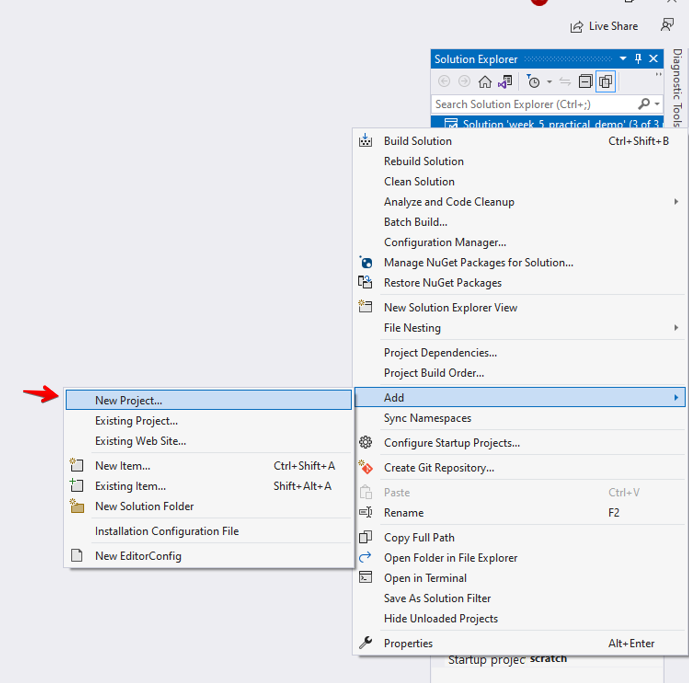 Live Share
Solution Explorer
Diagnostic Tools
Search Solution Explorer (Ctrl+;)
Solution 'week_5_practical_demo' (3 of 3
Build Solution Ctrl+Shift+B
Rebuild Solution
Clean Solution
Analyze and Code Cleanup
Batch Build...
Configuration Manager...
Manage NuGet Packages for Solution...
Restore NuGet Packages
New Solution Explorer View
File Nesting
Project Dependencies...
Project Build Order...
Add
Sync Namespaces
Configure Startup Projects...
Create Git Repository...
Paste Ctrl+V
Rename F2
Copy Full Path
Open Folder in File Explorer
Open in Terminal
Save As Solution Filter
Hide Unloaded Projects
Properties Alt+Enter
New Project...
Existing Project...
Existing Web Site...
New Item... Ctrl+Shift+A
Existing Item... Shift+Alt+A
New Solution Folder
Installation Configuration File
New EditorConfig
Startup projec scratch